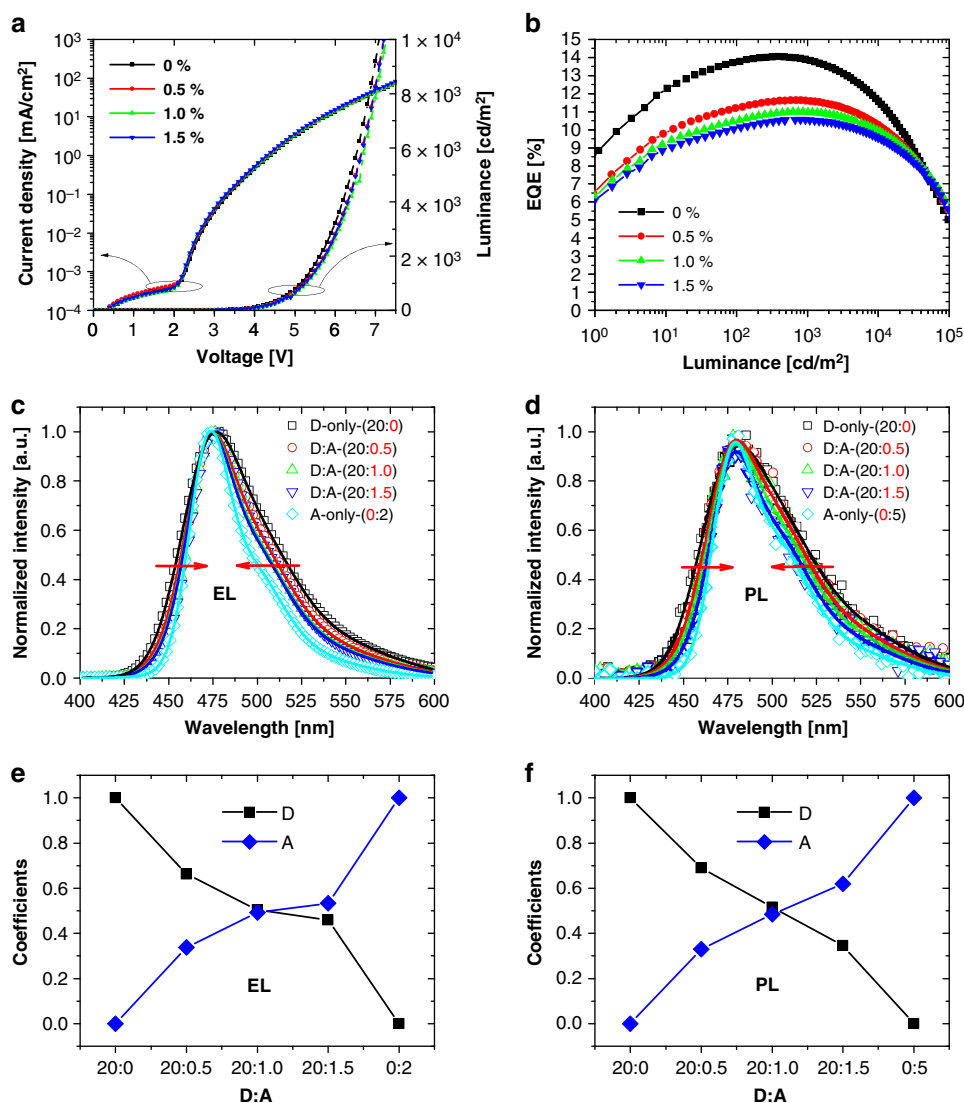 a
Current density [mA/cm²]
10³
10²
10¹
10⁰
10⁻¹
10⁻²
10⁻³
10⁻⁴
0 %
0.5 %
1.0 %
1.5 %
1 × 10⁴
8 × 10³
6 × 10³
4 × 10³
2 × 10³
0
Luminance [cd/m²]
0 1 2 3 4 5 6 7
Voltage [V]
b
EQE [%]
15
14
13
12
11
10
9
8
7
6
5
4
3
2
1
0
0 %
0.5 %
1.0 %
1.5 %
10⁰ 10¹ 10² 10³ 10⁴ 10⁵
Luminance [cd/m²]
c
Normalized intensity [a.u.]
1.0
0.8
0.6
0.4
0.2
0.0
D-only-(20:0)
D:A-(20:0.5)
D:A-(20:1.0)
D:A-(20:1.5)
A-only-(0:2)
EL
400 425 450 475 500 525 550 575 600
Wavelength [nm]
d
Normalized intensity [a.u.]
1.0
0.8
0.6
0.4
0.2
0.0
D-only-(20:0)
D:A-(20:0.5)
D:A-(20:1.0)
D:A-(20:1.5)
A-only-(0:5)
PL
400 425 450 475 500 525 550 575 600
Wavelength [nm]
e
Coefficients
1.0
0.8
0.6
0.4
0.2
0.0
D
A
EL
20:0 20:0.5 20:1.0 20:1.5 0:2
D:A
f
Coefficients
1.0
0.8
0.6
0.4
0.2
0.0
D
A
PL
20:0 20:0.5 20:1.0 20:1.5 0:5
D:A